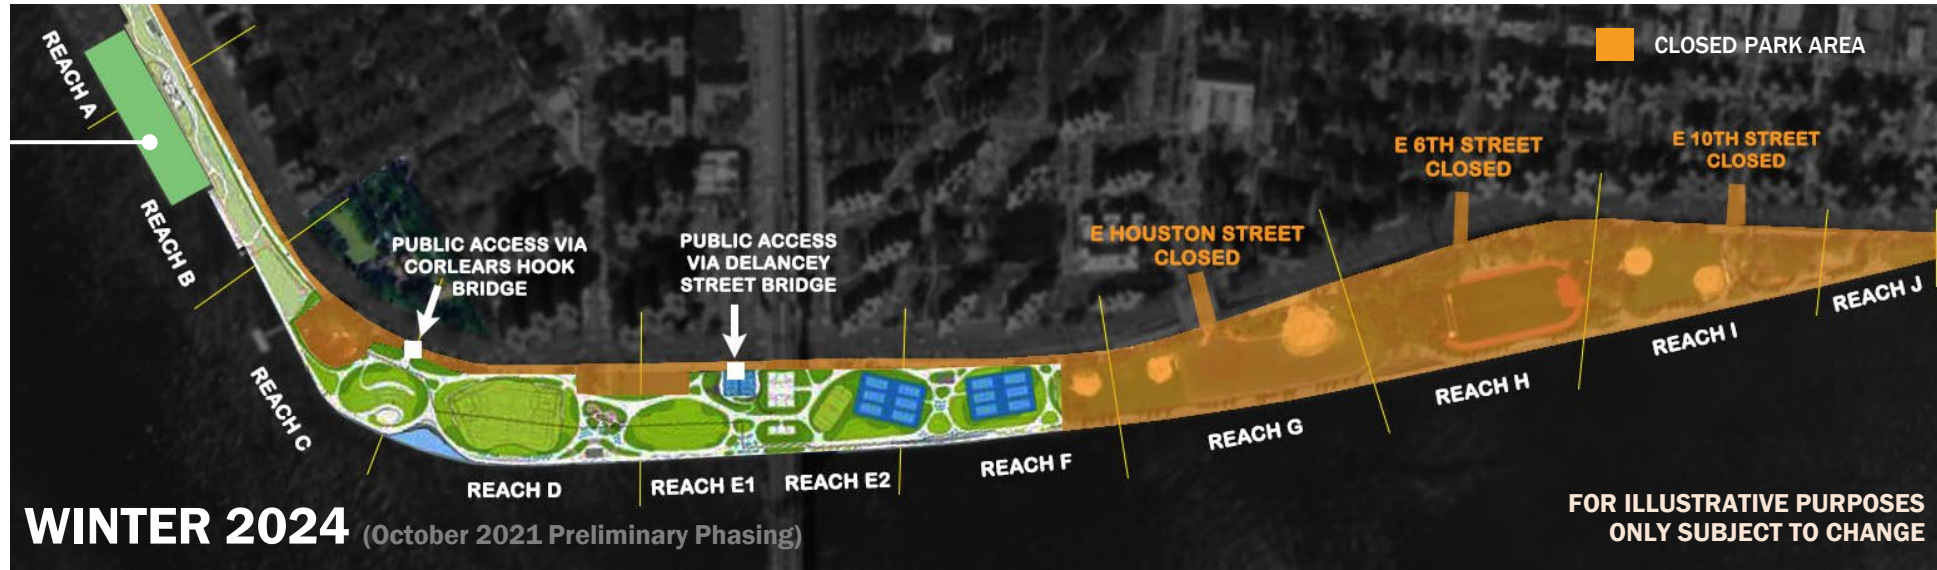 CLOSED PARK AREA
REACH A
REACH B
REACH C
PUBLIC ACCESS VIA
CORLEARS HOOK
BRIDGE
PUBLIC ACCESS
VIA DELANCEY
STREET BRIDGE
E HOUSTON STREET
CLOSED
E 6TH STREET
CLOSED
E 10TH STREET
CLOSED
REACH D
REACH E1
REACH E2
REACH F
REACH G
REACH H
REACH I
REACH J
WINTER 2024 (October 2021 Preliminary Phasing)
FOR ILLUSTRATIVE PURPOSES
ONLY SUBJECT TO CHANGE